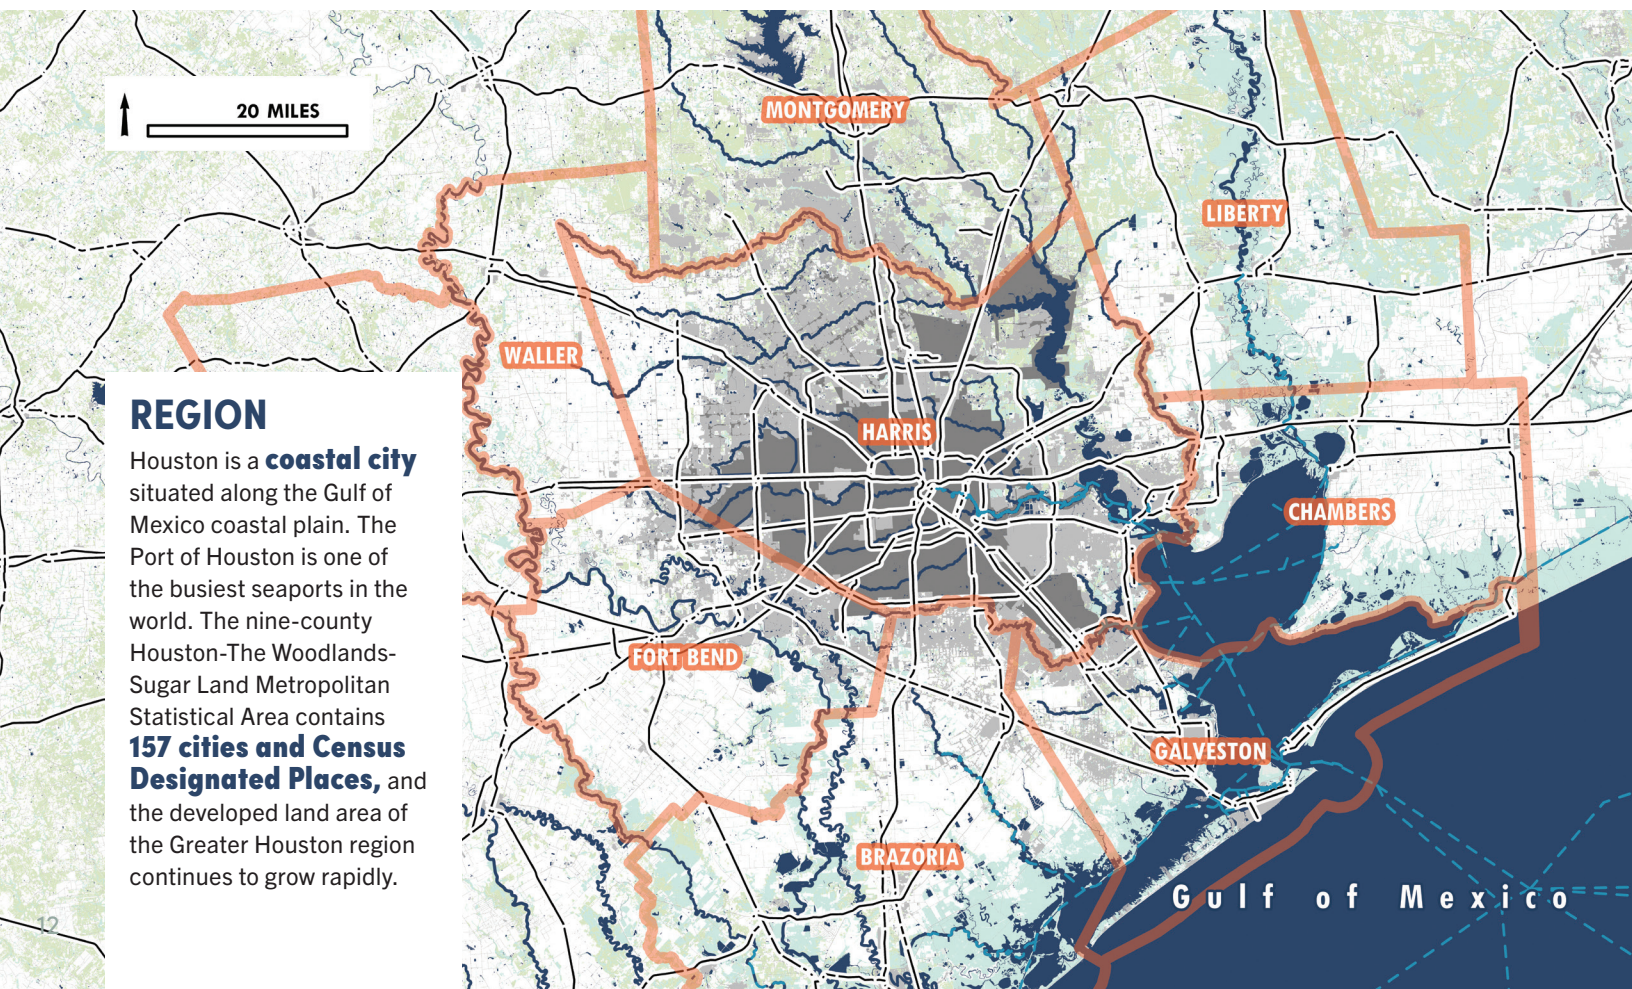 20 MILES
MONTGOMERY
LIBERTY
WALLER
HARRIS
CHAMBERS
FORT BEND
GALVESTON
BRAZORIA
Gulf of Mexico
REGION
Houston is a coastal city
situated along the Gulf of
Mexico coastal plain. The
Port of Houston is one of
the busiest seaports in the
world. The nine-county
Houston-The Woodlands-
Sugar Land Metropolitan
Statistical Area contains
157 cities and Census
Designated Places, and
the developed land area of
the Greater Houston region
continues to grow rapidly.
12